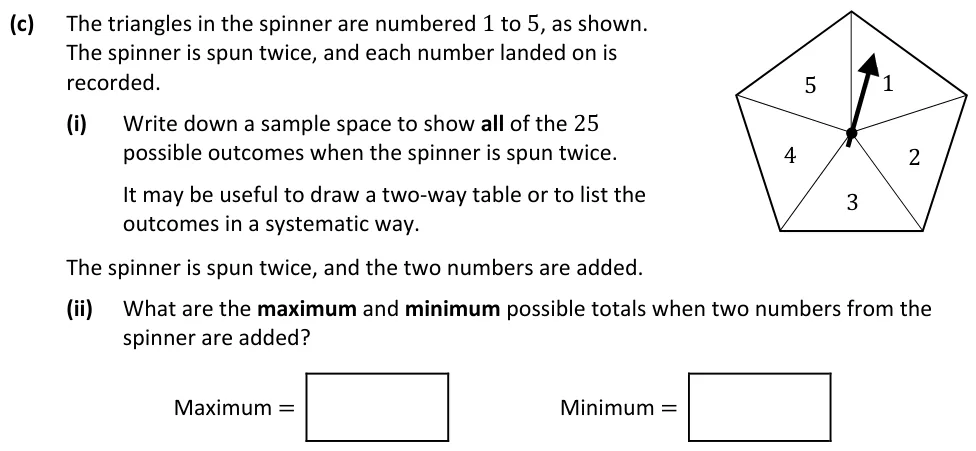 (c) The triangles in the spinner are numbered 1 to 5, as shown.
The spinner is spun twice, and each number landed on is
recorded.
(i) Write down a sample space to show all of the 25
possible outcomes when the spinner is spun twice.
It may be useful to draw a two-way table or to list the
outcomes in a systematic way.
5
1
4
2
3
The spinner is spun twice, and the two numbers are added.
(ii) What are the maximum and minimum possible totals when two numbers from the
spinner are added?
Maximum = Minimum =